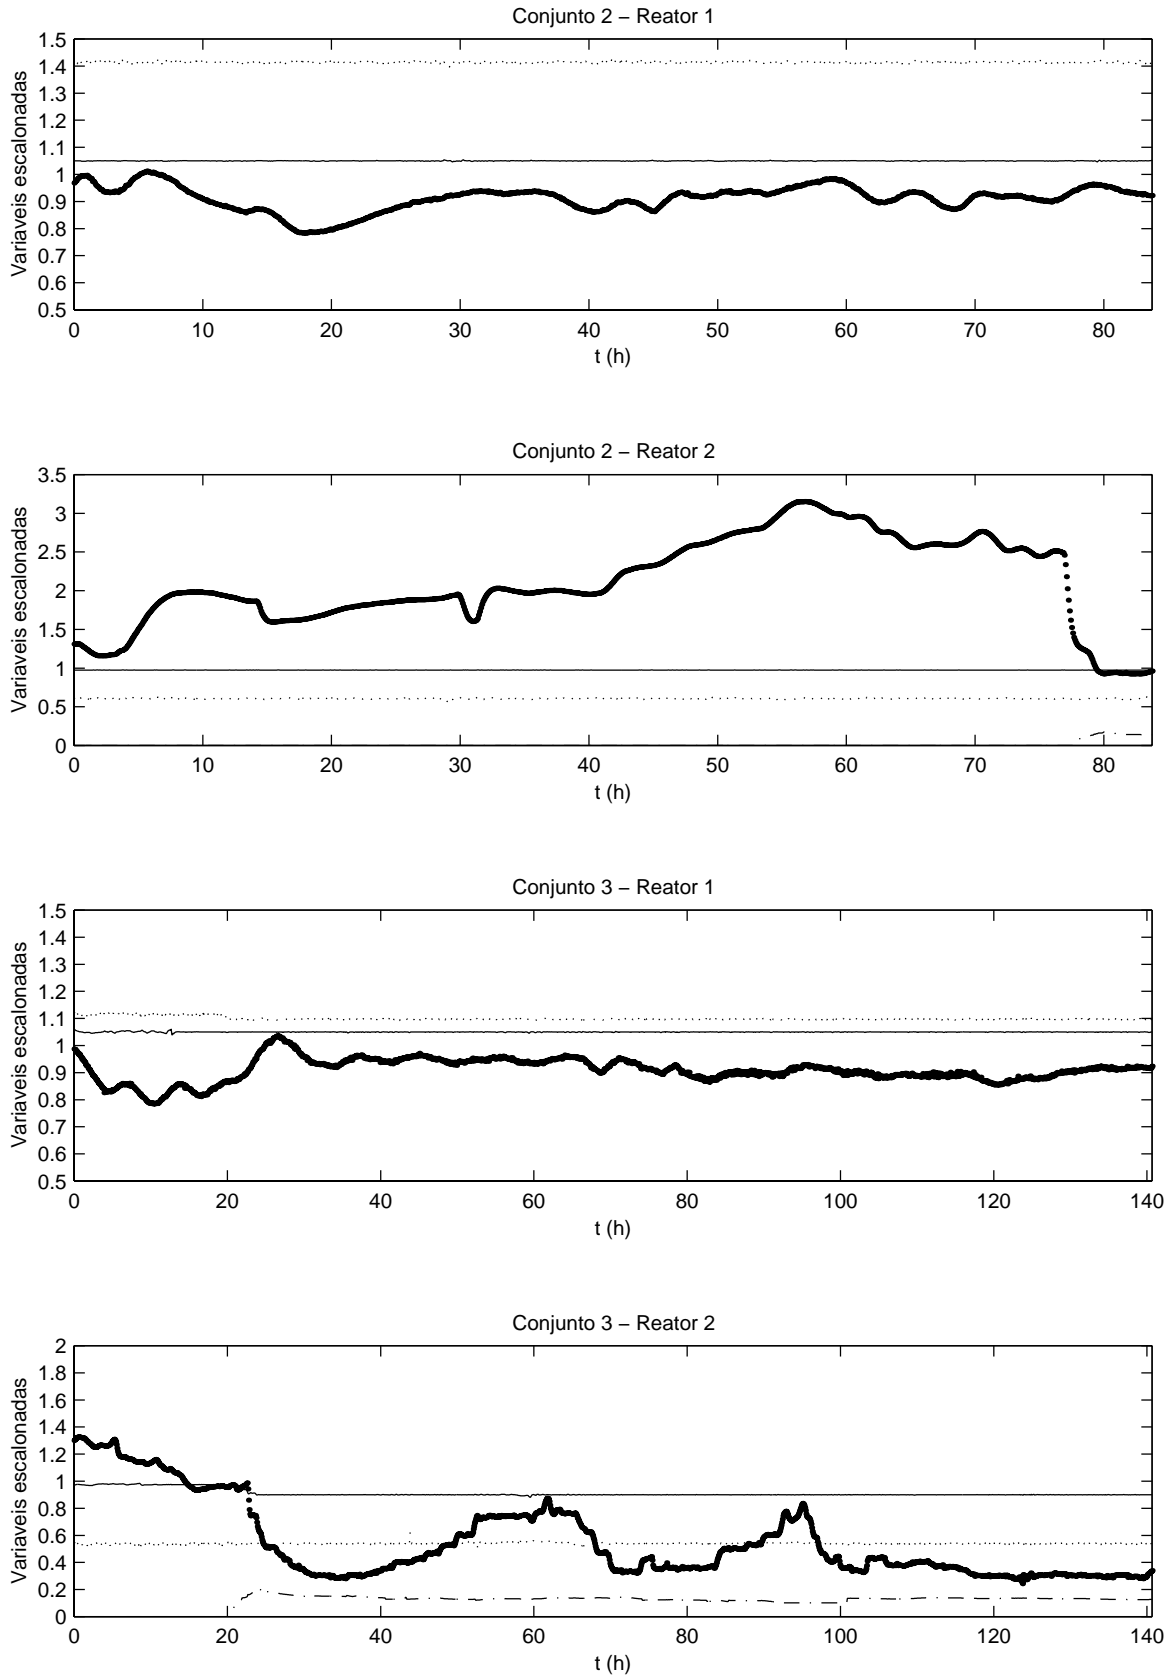 Conjunto 2 – Reator 1
1.5
1.4
1.3
1.2
1.1
1
0.9
0.8
0.7
0.6
0.5
Variaveis escalonadas
0 10 20 30 40 50 60 70 80
t (h)
Conjunto 2 – Reator 2
3.5
3
2.5
2
1.5
1
0.5
0
Variaveis escalonadas
0 10 20 30 40 50 60 70 80
t (h)
Conjunto 3 – Reator 1
1.5
1.4
1.3
1.2
1.1
1
0.9
0.8
0.7
0.6
0.5
Variaveis escalonadas
0 20 40 60 80 100 120 140
t (h)
Conjunto 3 – Reator 2
2
1.8
1.6
1.4
1.2
1
0.8
0.6
0.4
0.2
0
Variaveis escalonadas
0 20 40 60 80 100 120 140
t (h)